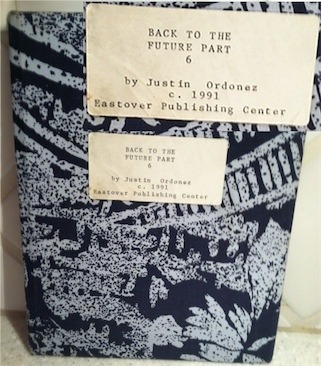 BACK TO THE
FUTURE PART
6
by Justin Ordonez
c. 1991
Eastover Publishing Center
BACK TO THE
FUTURE PART
6
by Justin Ordonez
c. 1991
Eastover Publishing Center